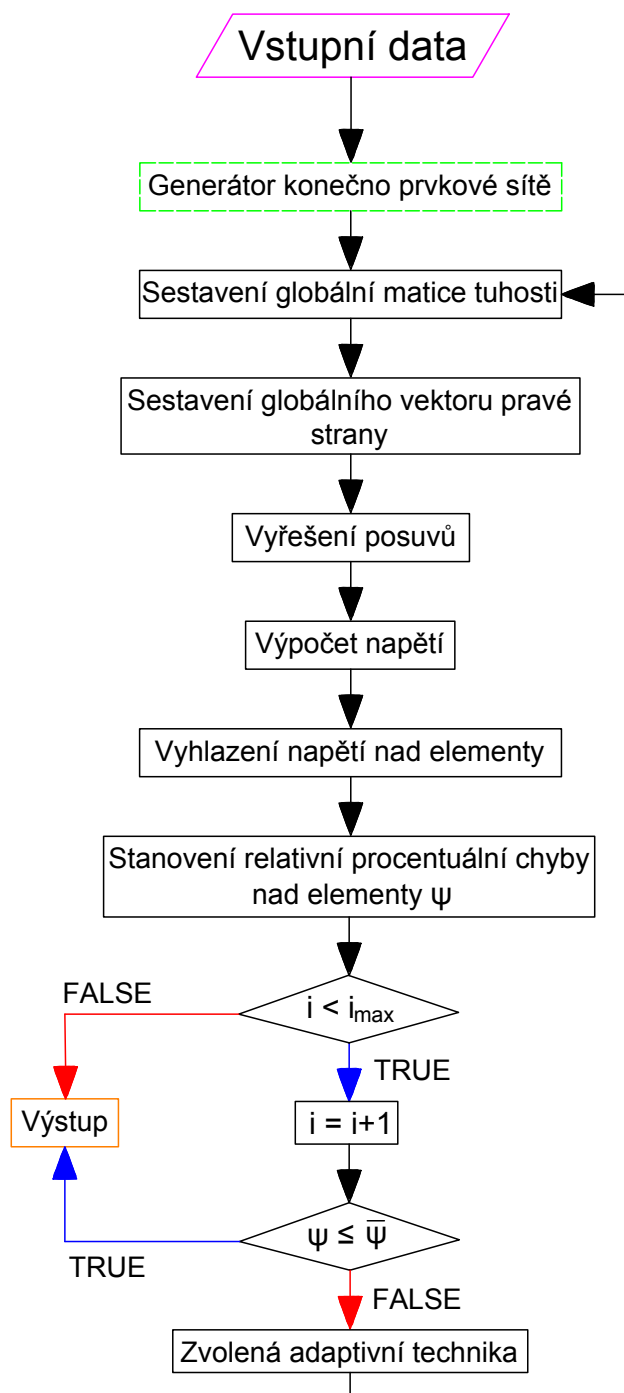 Vstupní data
Generátor konečno prvkové sítě
Sestavení globální matice tuhosti
Sestavení globálního vektoru pravé
strany
Vyřešení posuvů
Výpočet napětí
Vyhlazení napětí nad elementy
Stanovení relativní procentuální chyby
nad elementy ψ
FALSE
i < imax
TRUE
Výstup
i = i+1
ψ ≤ ψ̅
TRUE
FALSE
Zvolená adaptivní technika